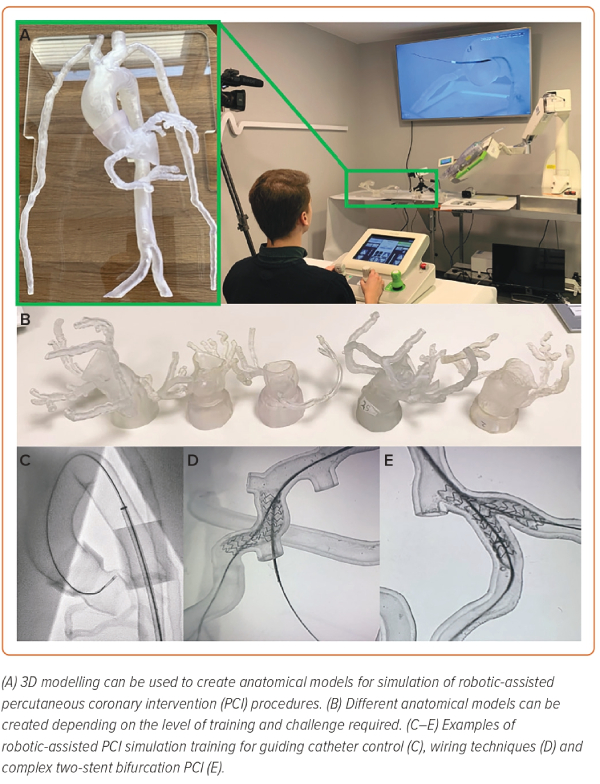 A
B
C
D
E
(A) 3D modelling can be used to create anatomical models for simulation of robotic-assisted
percutaneous coronary intervention (PCI) procedures. (B) Different anatomical models can be
created depending on the level of training and challenge required. (C–E) Examples of
robotic-assisted PCI simulation training for guiding catheter control (C), wiring techniques (D) and
complex two-stent bifurcation PCI (E).